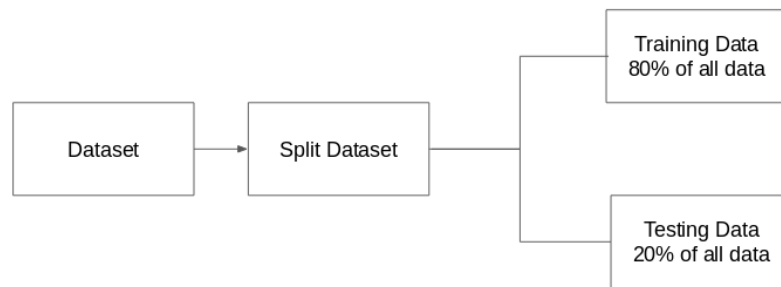 Dataset
Split Dataset
Training Data
80% of all data
Testing Data
20% of all data